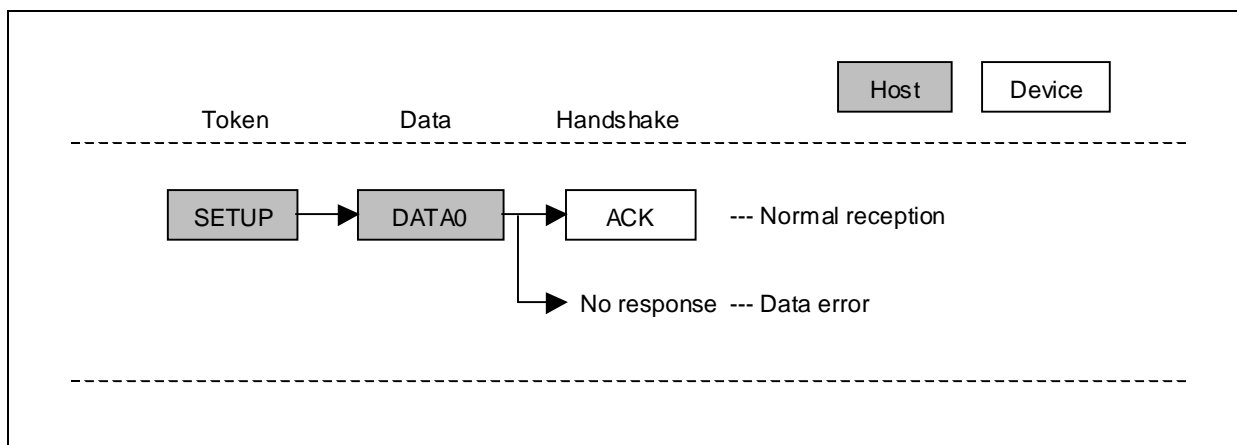 Host Device
Token Data Handshake
SETUP DATA0 ACK --- Normal reception
No response --- Data error